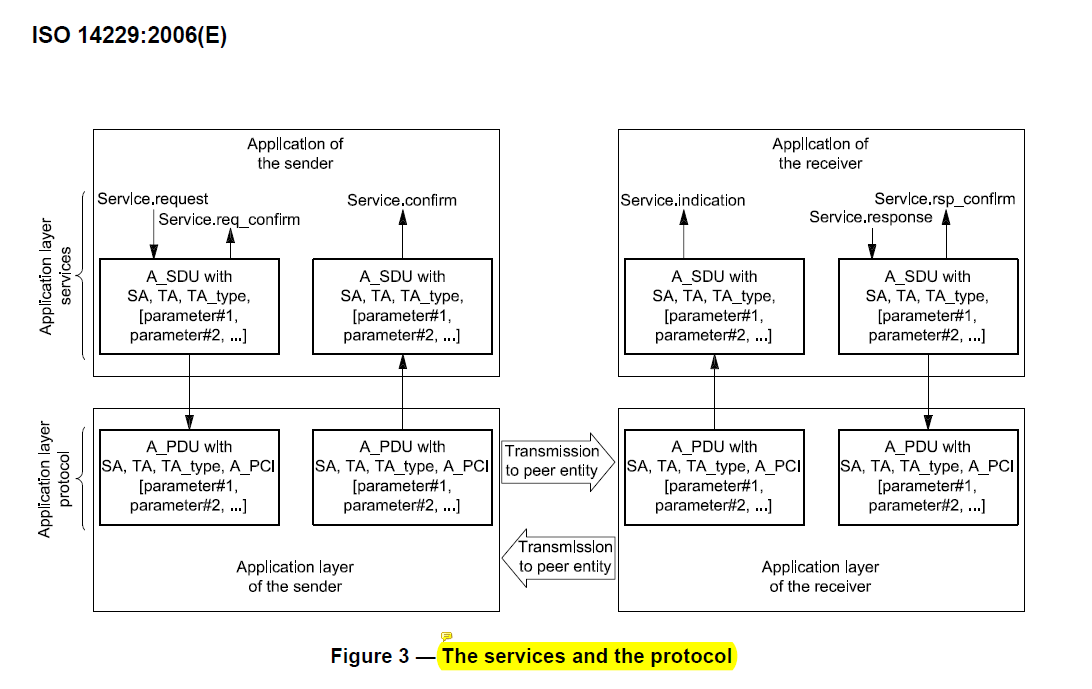 ISO 14229:2006(E)
Application of
the sender
Application of
the receiver
Application layer
services
Service.request
Service.req_confirm
Service.confirm
Service.indication
Service.rsp_confirm
Service.response
A_SDU with
SA, TA, TA_type,
[parameter#1,
parameter#2, ...]
A_SDU with
SA, TA, TA_type,
[parameter#1,
parameter#2, ...]
A_SDU with
SA, TA, TA_type,
[parameter#1,
parameter#2, ...]
A_SDU with
SA, TA, TA_type,
[parameter#1,
parameter#2, ...]
Application layer
protocol
A_PDU with
SA, TA, TA_type, A_PCI
[parameter#1,
parameter#2, ...]
A_PDU with
SA, TA, TA_type, A_PCI
[parameter#1,
parameter#2, ...]
Transmission
to peer entity
A_PDU with
SA, TA, TA_type, A_PCI
[parameter#1,
parameter#2, ...]
A_PDU with
SA, TA, TA_type, A_PCI
[parameter#1,
parameter#2, ...]
Transmission
to peer entity
Application layer
of the sender
Application layer
of the receiver
Figure 3 — The services and the protocol